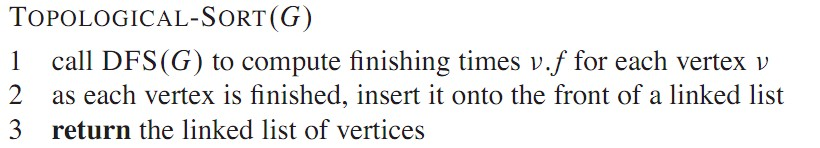 TOPOLOGICAL-SORT(G)
1 call DFS(G) to compute finishing times v.f for each vertex v
2 as each vertex is finished, insert it onto the front of a linked list
3 return the linked list of vertices